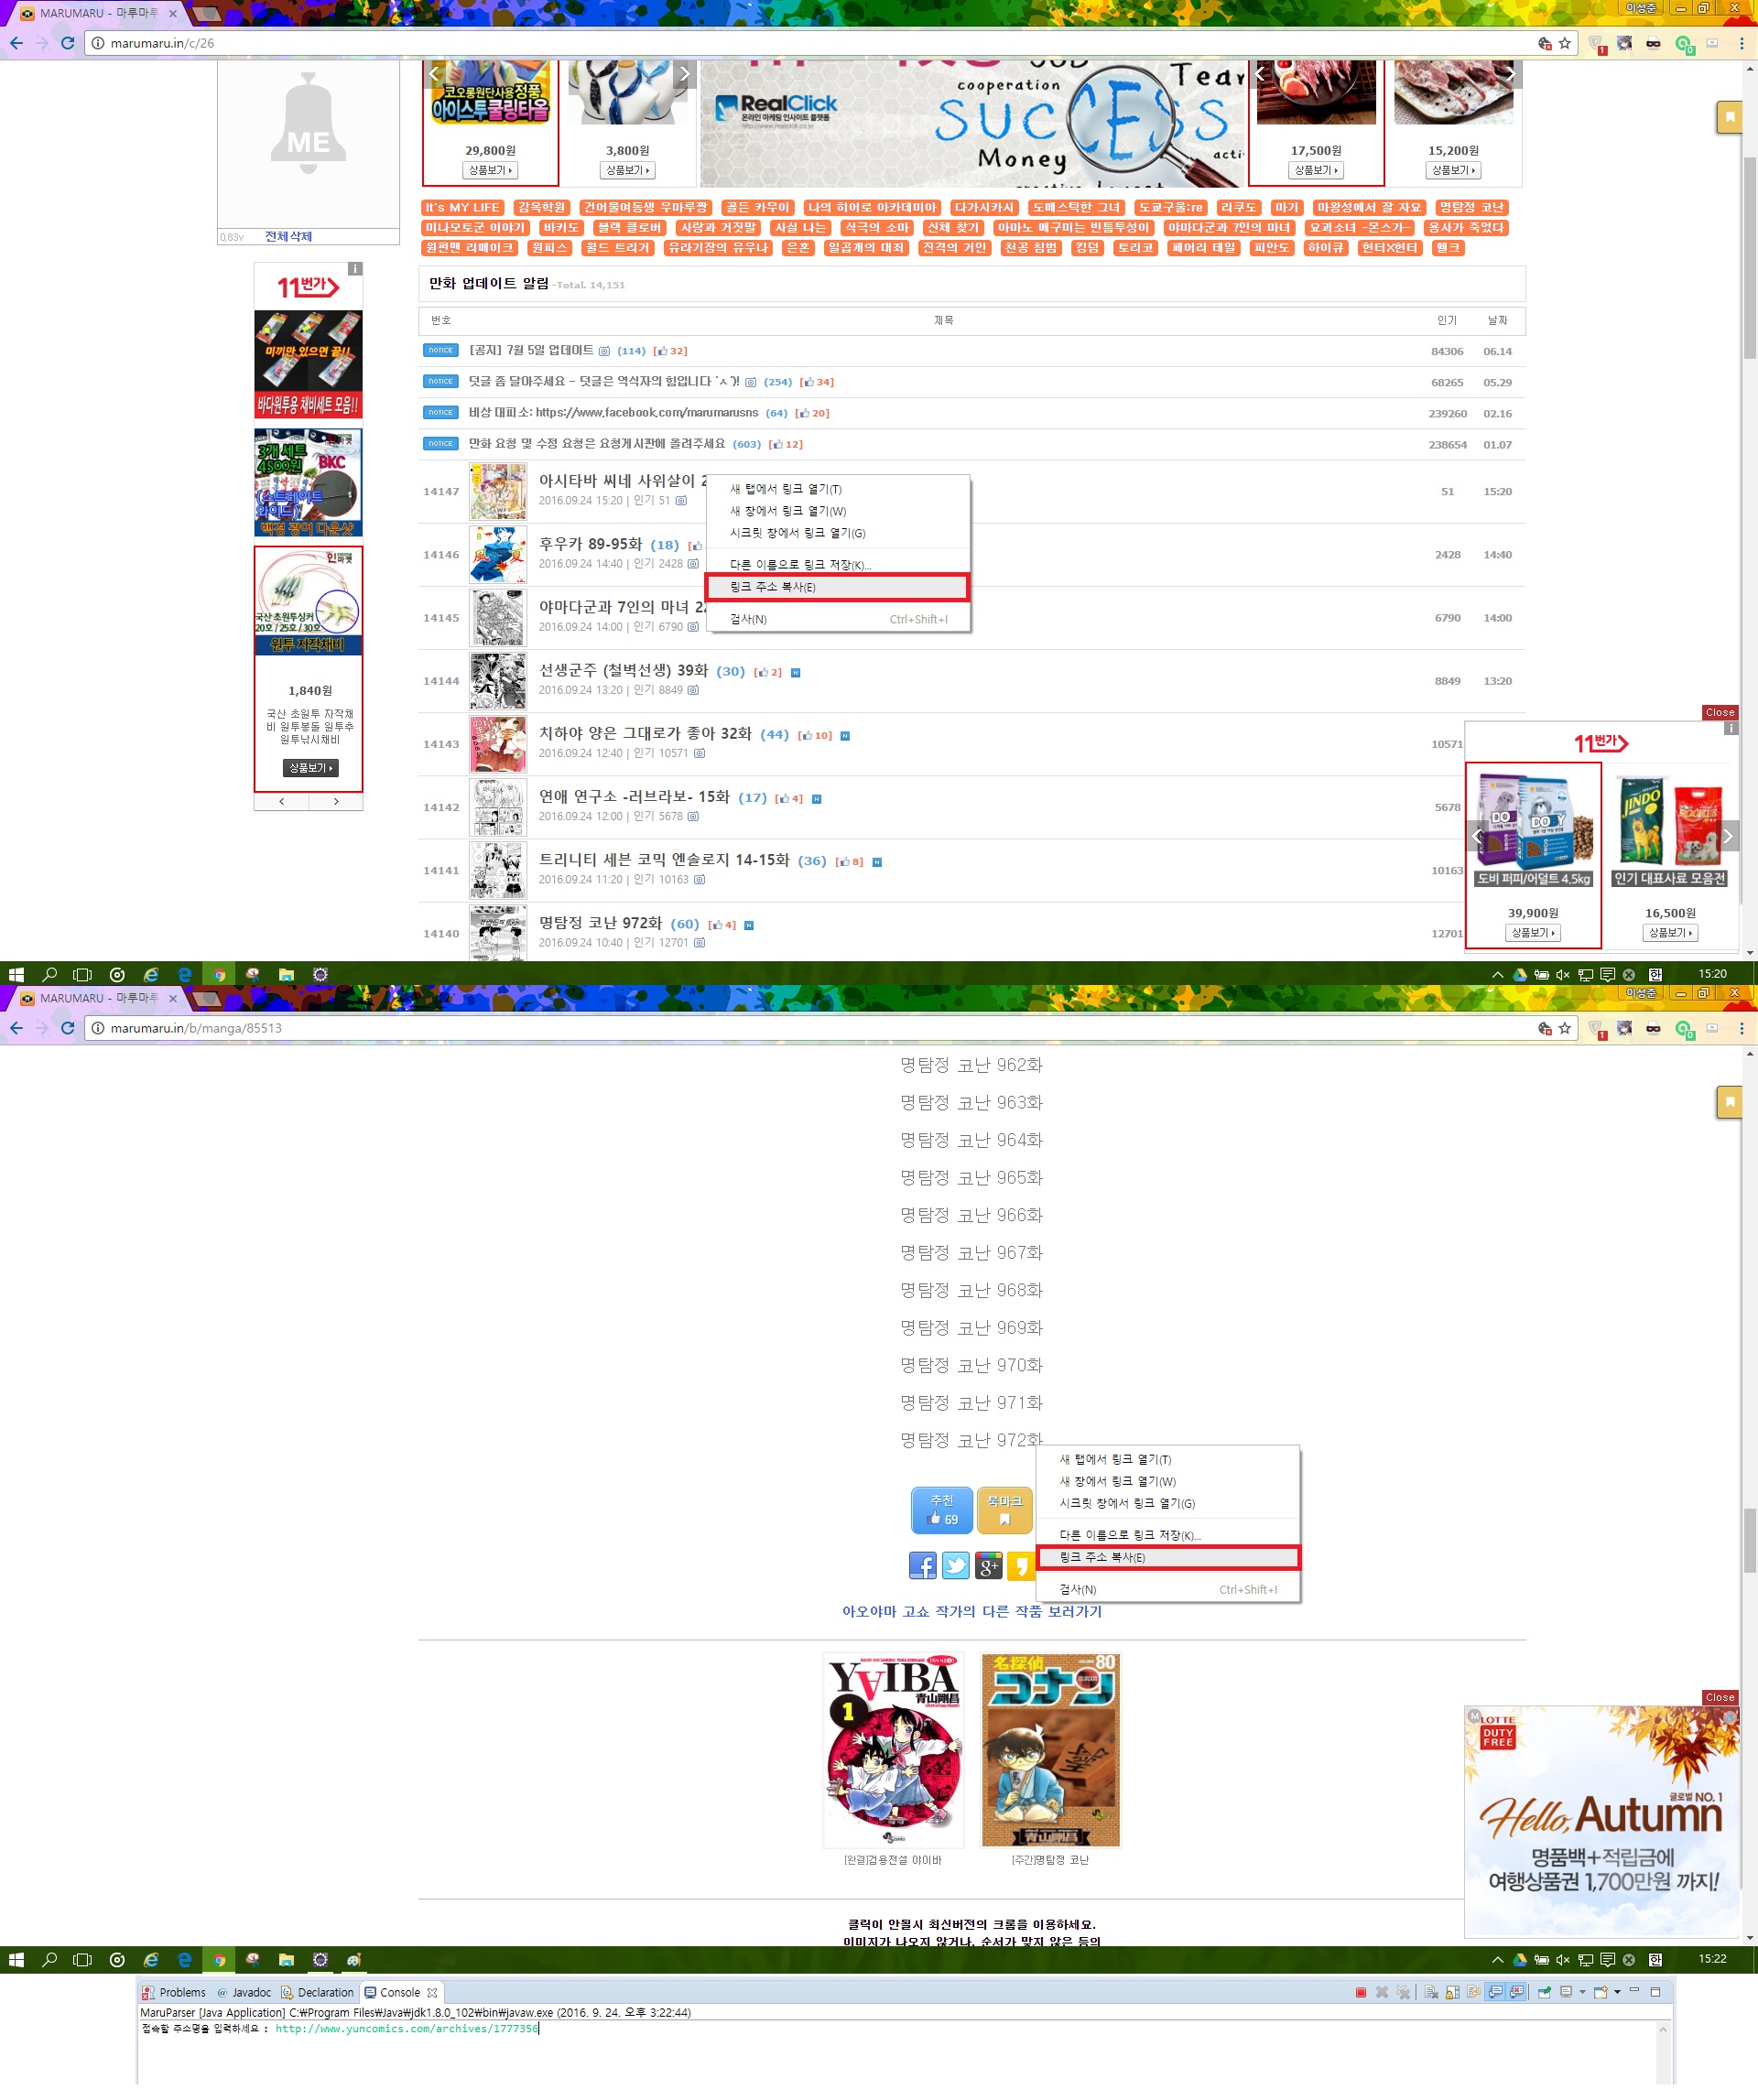 MARUMARU - 마루마루
이성준
marumaru.in/c/26
cooperation
Team
RealClick
온라인 마케팅 인사이트 플랫폼
http://www.realclick.co.kr
SUCCESS
Money
acti
ME
코오롱원단사용정품
아이스투쿨링타올
29,800원
3,800원
17,500원
15,200원
상품보기
상품보기
상품보기
상품보기
0.83v 전체삭제
It's MY LIFE 감옥학원 건어물여동생 우마루짱 골든 카무이 나의 히어로 아카데미아 다가시카시 도메스틱한 그녀 도쿄구울:re 리쿠도 마기 마왕성에서 잘 자요 명탐정 코난
미나모토군 이야기 바키도 블랙 클로버 사랑과 거짓말 사실 나는 식극의 소마 신체 찾기 아마노 메구미는 빈틈투성이 야마다군과 7인의 마녀 요괴소녀 -몬스가- 용사가 죽었다
원펀맨 리메이크 원피스 월드 트리거 유라기장의 유우나 은혼 일곱개의 대죄 진격의 거인 천공 침범 킹덤 토리코 페어리 테일 피안도 하이큐 헌터X헌터 헬크
만화 업데이트 알림 -Total. 14,151
번호 제목 인기 날짜
NOTICE [공지] 7월 5일 업데이트 (114) [32] 84306 06.14
NOTICE 덧글 좀 달아주세요 - 덧글은 역식자의 힘입니다 'ㅅ')! (254) [34] 68265 05.29
NOTICE 비상 대피소: https://www.facebook.com/marumarusns (64) [20] 239260 02.16
NOTICE 만화 요청 및 수정 요청은 요청게시판에 올려주세요 (603) [12] 238654 01.07
14147 아시타바 씨네 사위살이 2 51 15:20
2016.09.24 15:20 | 인기 51
14146 후우카 89-95화 (18) 2428 14:40
2016.09.24 14:40 | 인기 2428
14145 야마다군과 7인의 마녀 22 6790 14:00
2016.09.24 14:00 | 인기 6790
14144 선생군주 (철벽선생) 39화 (30) [2] N 8849 13:20
2016.09.24 13:20 | 인기 8849
14143 치하야 양은 그대로가 좋아 32화 (44) [10] N 10571
2016.09.24 12:40 | 인기 10571
14142 연애 연구소 -러브라보- 15화 (17) [4] N 5678
2016.09.24 12:00 | 인기 5678
14141 트리니티 세븐 코믹 엔솔로지 14-15화 (36) [8] N 10163
2016.09.24 11:20 | 인기 10163
14140 명탐정 코난 972화 (60) [4] N 12701
2016.09.24 10:40 | 인기 12701
새 탭에서 링크 열기(T)
새 창에서 링크 열기(W)
시크릿 창에서 링크 열기(G)
다른 이름으로 링크 저장(K)...
링크 주소 복사(E)
검사(N) Ctrl+Shift+I
11번가
미끼만 있으면 끝!!
바다원투용 채비세트 모음!!
3개 세트
4500원
BKC
(스트레이트
와이드)
백경 광어 다운샷
국산 초원투싱커
20호 / 25호 / 30호
원투 자작채비
1,840원
국산 초원투 자작채
비 원투봉돌 원투추
원투낚시채비
상품보기
Close
11번가
JINDO
도비 퍼피/어덜트 4.5kg
인기 대표사료 모음전
39,900원
16,500원
상품보기
상품보기
한 15:20
MARUMARU - 마루마루
이성준
marumaru.in/b/manga/85513
명탐정 코난 962화
명탐정 코난 963화
명탐정 코난 964화
명탐정 코난 965화
명탐정 코난 966화
명탐정 코난 967화
명탐정 코난 968화
명탐정 코난 969화
명탐정 코난 970화
명탐정 코난 971화
명탐정 코난 972화
새 탭에서 링크 열기(T)
새 창에서 링크 열기(W)
시크릿 창에서 링크 열기(G)
다른 이름으로 링크 저장(K)...
링크 주소 복사(E)
검사(N) Ctrl+Shift+I
추천
69
북마크
아오야마 고쇼 작가의 다른 작품 보러가기
YAIBA
青山剛昌
1
名探偵 80
コナン
青山剛昌
[완결]검용전설 야이바
[주간]명탐정 코난
Close
LOTTE
DUTY
FREE
글로벌 NO. 1
Hello, Autumn
명품백+적립금에
여행상품권 1,700만원 까지!
클릭이 안될시 최신버전의 크롬을 이용하세요.
이미지가 나오지 않거나, 순서가 맞지 않은 등의
한 15:22
Problems Javadoc Declaration Console
MaruParser [Java Application] C:₩Program Files₩Java₩jdk1.8.0_102₩bin₩javaw.exe (2016. 9. 24. 오후 3:22:44)
접속할 주소명을 입력하세요 : http://www.yuncomics.com/archives/1777356